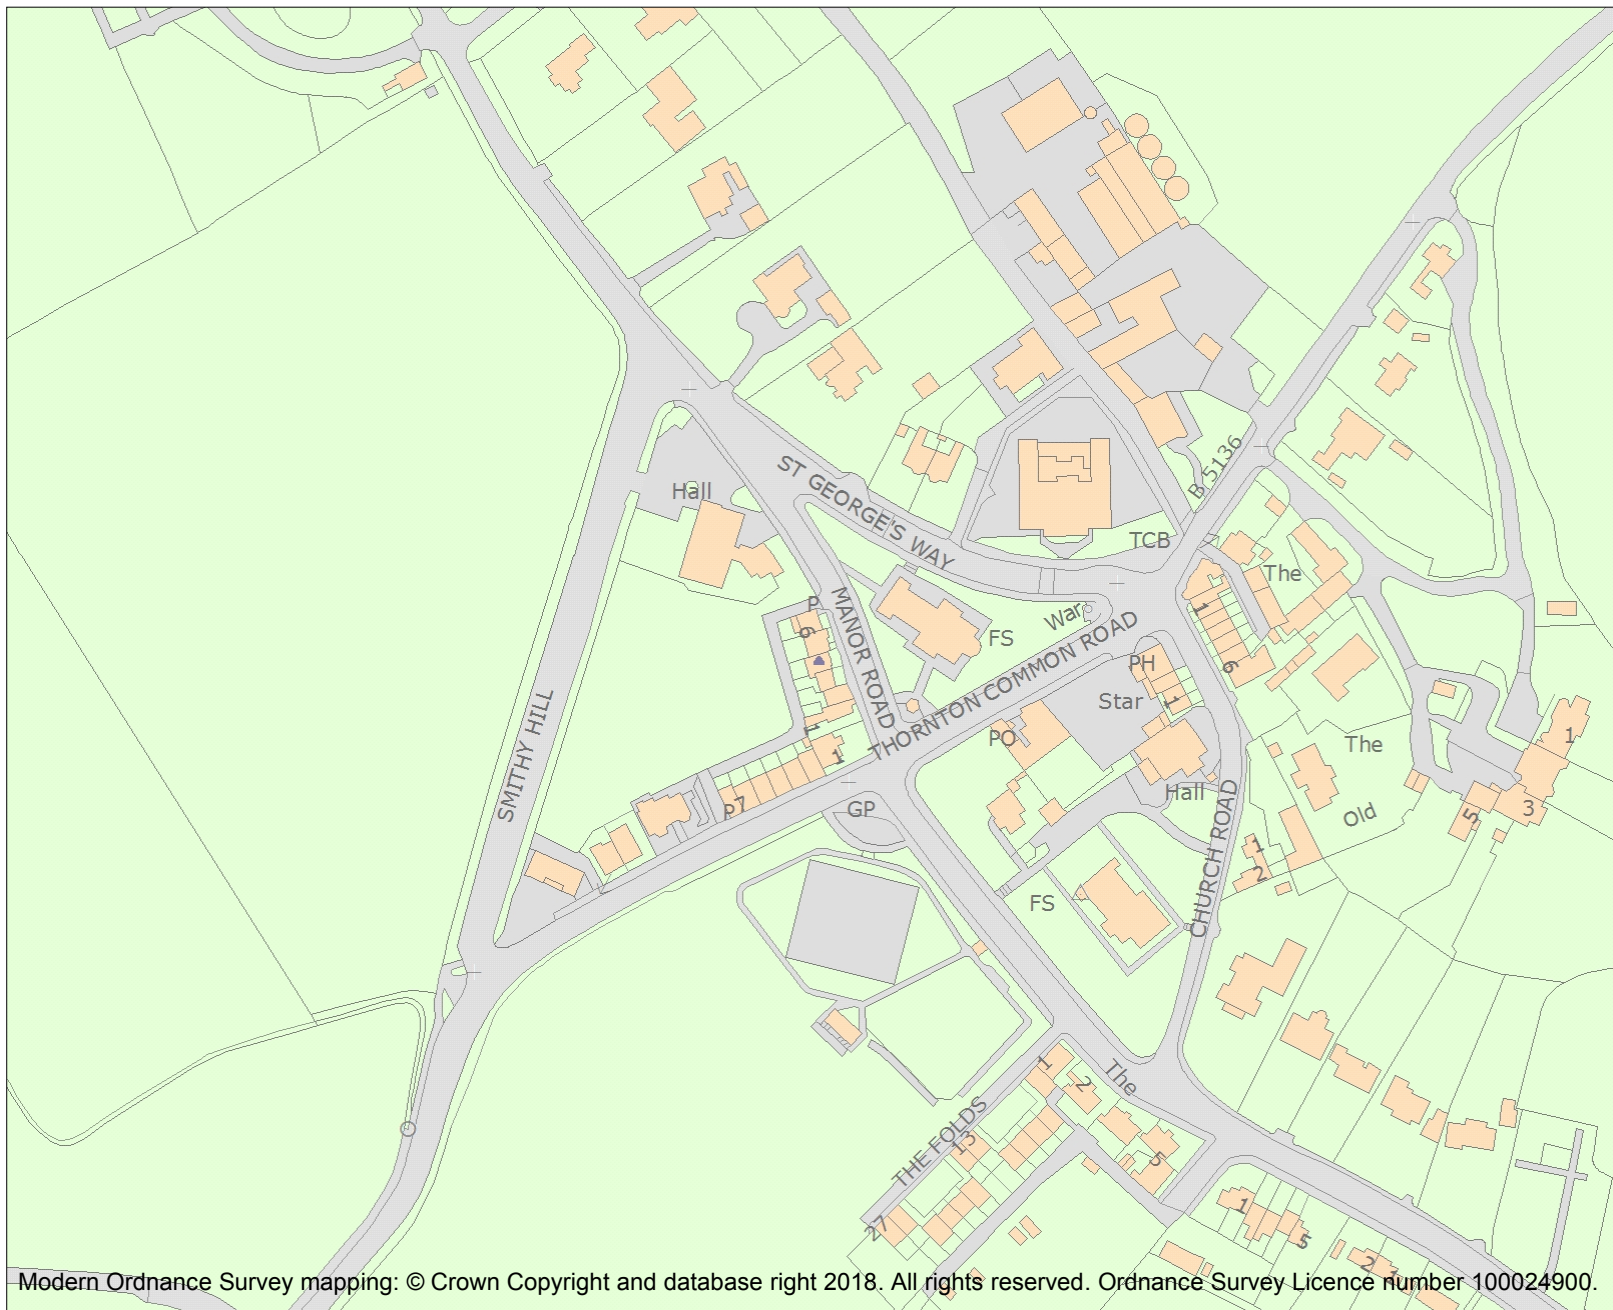 ST GEORGE'S WAY
B 5136
Hall
TCB
The
P
6
MANOR ROAD
War
FS
THORNTON COMMON ROAD
1
6
PH
1
Star
SMITHY HILL
1
1
PO
The
1
P7
GP
Hall
Old
5
3
CHURCH ROAD
1
2
FS
The
1
2
THE FOLDS
13
5
27
1
5
2
Modern Ordnance Survey mapping: © Crown Copyright and database right 2018. All rights reserved. Ordnance Survey Licence number 100024900.